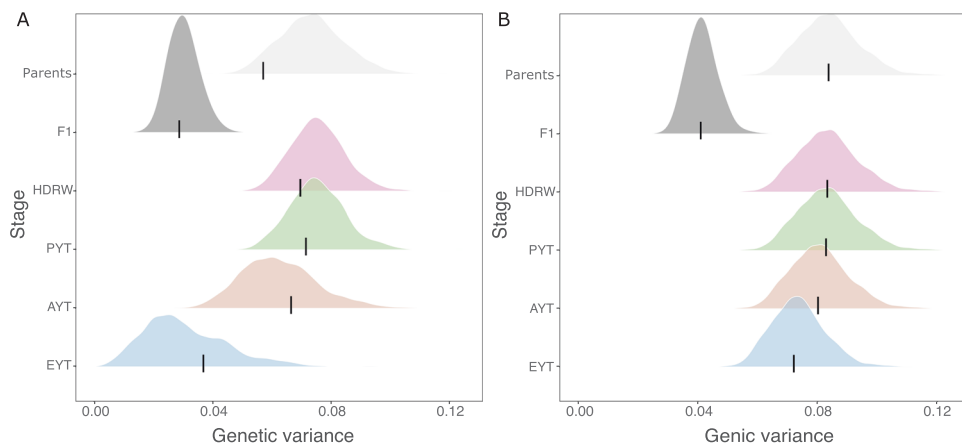 A
Stage
Parents
F1
HDRW
PYT
AYT
EYT
0.00 0.04 0.08 0.12
Genetic variance
B
Stage
Parents
F1
HDRW
PYT
AYT
EYT
0.00 0.04 0.08 0.12
Genic variance